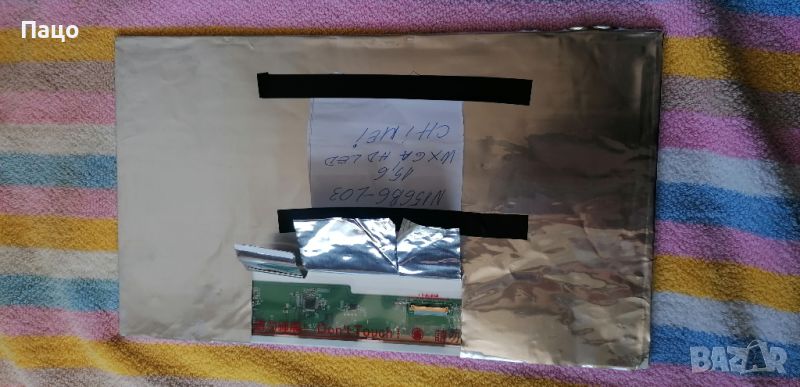 Пацо
N156B6-L03
15,6
WXGA HD LED
CHiMEi
Don't Touch!
BAZAR